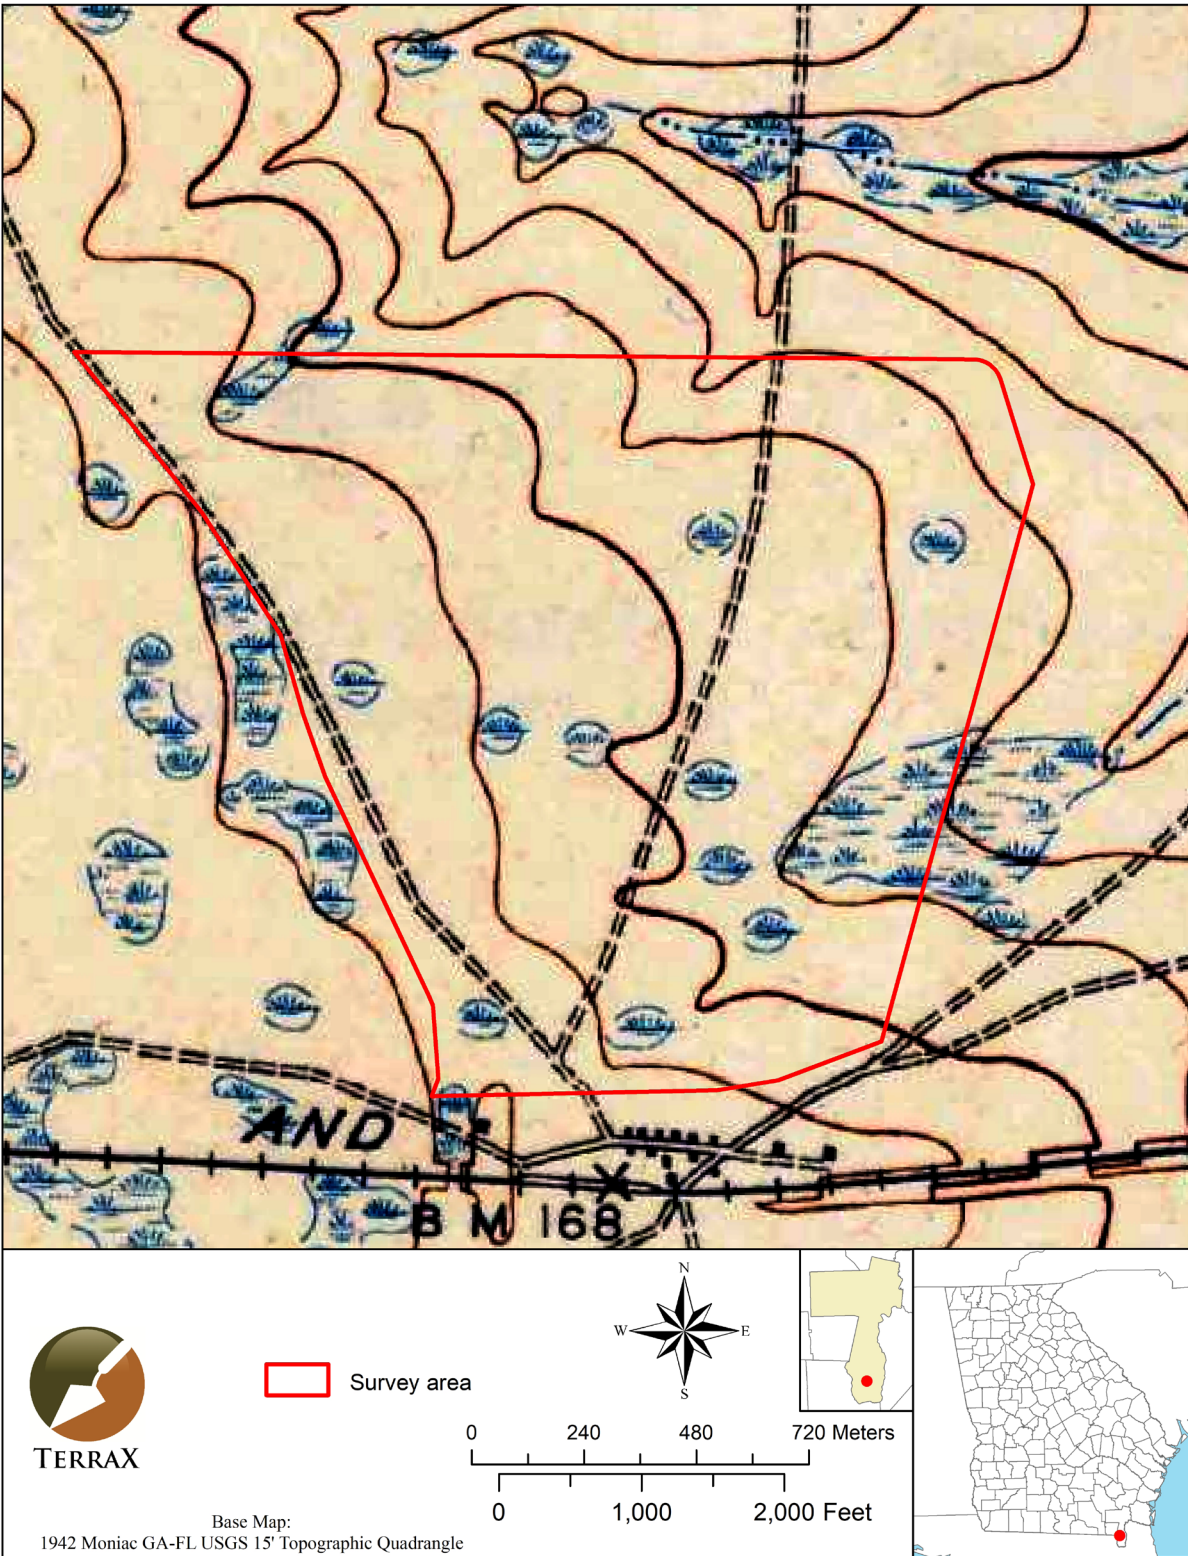 AND
B M 168
N
W E
S
Survey area
0 240 480 720 Meters
0 1,000 2,000 Feet
TERRAX
Base Map:
1942 Moniac GA-FL USGS 15' Topographic Quadrangle